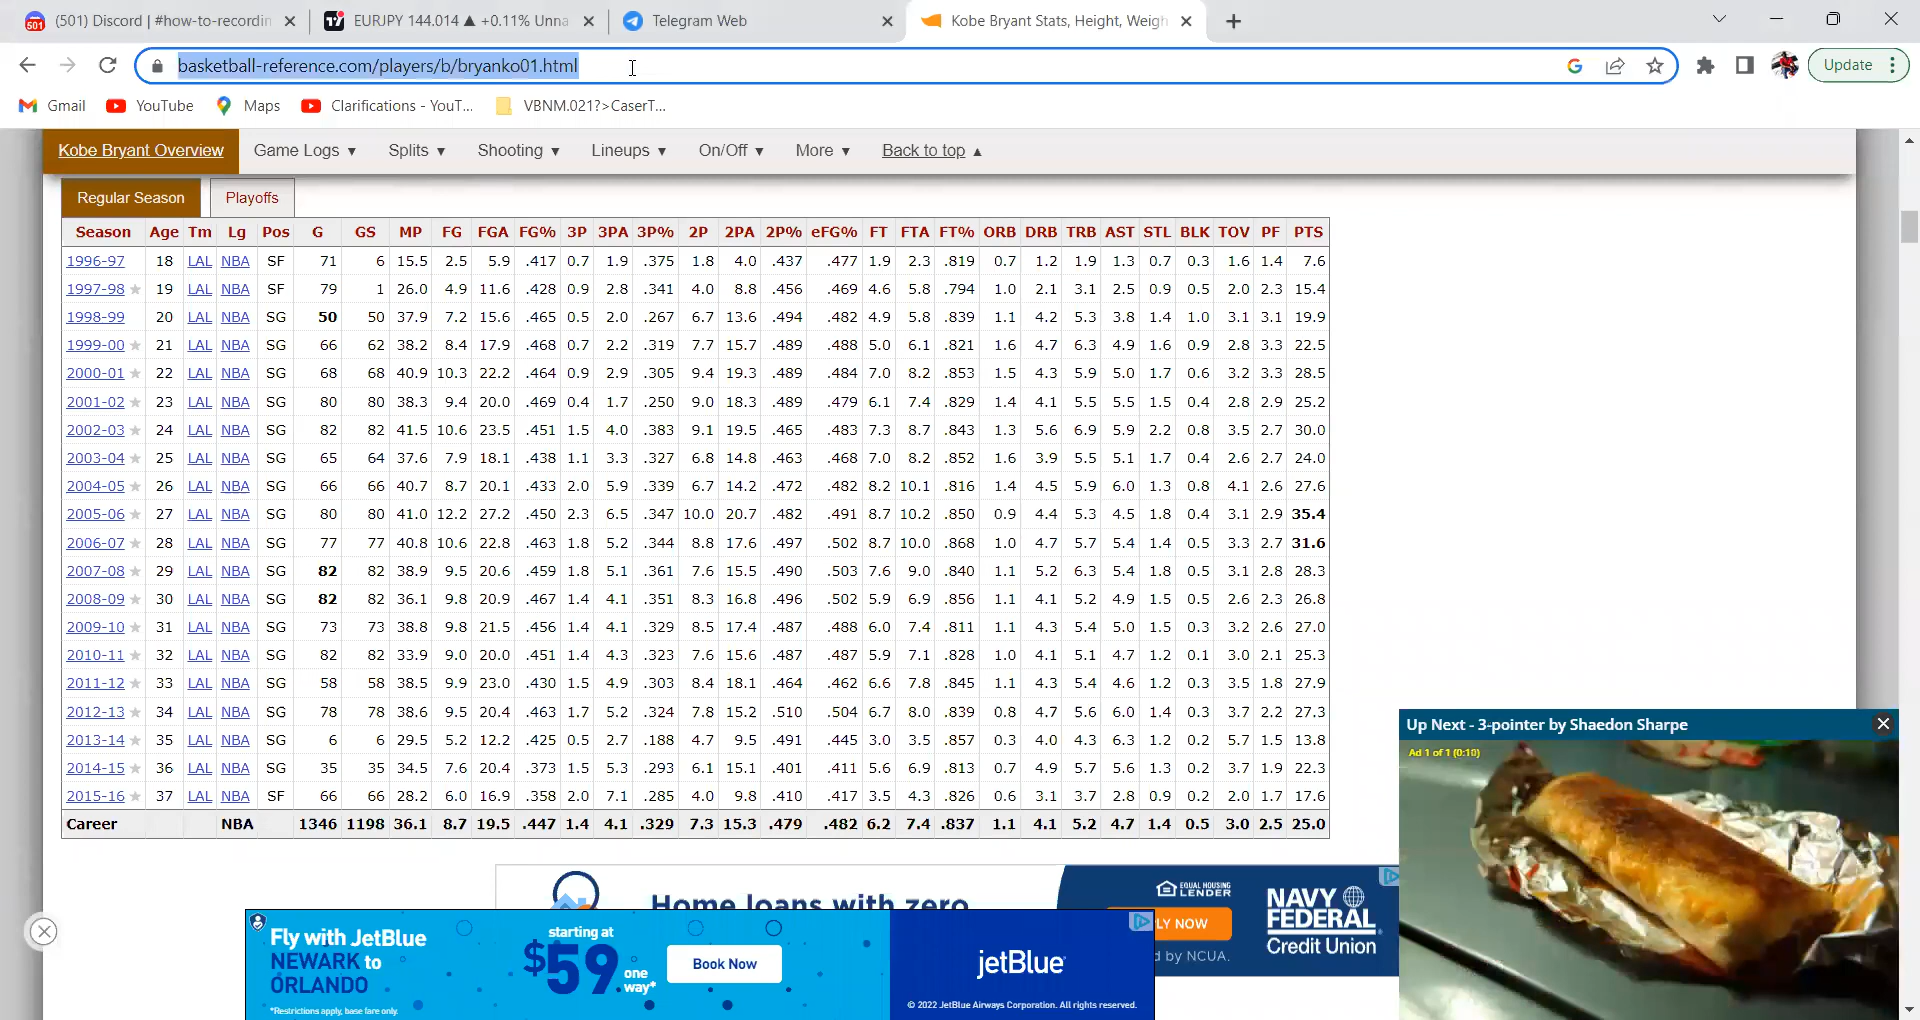 (501) Discord | #how-to-recordin
EURJPY 144.014 ▲ +0.11% Unna
Telegram Web
Kobe Bryant Stats, Height, Weigh
basketball-reference.com/players/b/bryanko01.html
Update
Gmail
YouTube
Maps
Clarifications - YouT...
VBNM.021?>CaserT...
Kobe Bryant Overview Game Logs ▼ Splits ▼ Shooting ▼ Lineups ▼ On/Off ▼ More ▼ Back to top ▲
Regular Season Playoffs
Season Age Tm Lg Pos G GS MP FG FGA FG% 3P 3PA 3P% 2P 2PA 2P% eFG% FT FTA FT% ORB DRB TRB AST STL BLK TOV PF PTS
1996-97 18 LAL NBA SF 71 6 15.5 2.5 5.9 .417 0.7 1.9 .375 1.8 4.0 .437 .477 1.9 2.3 .819 0.7 1.2 1.9 1.3 0.7 0.3 1.6 1.4 7.6
1997-98 ★ 19 LAL NBA SF 79 1 26.0 4.9 11.6 .428 0.9 2.8 .341 4.0 8.8 .456 .469 4.6 5.8 .794 1.0 2.1 3.1 2.5 0.9 0.5 2.0 2.3 15.4
1998-99 20 LAL NBA SG 50 50 37.9 7.2 15.6 .465 0.5 2.0 .267 6.7 13.6 .494 .482 4.9 5.8 .839 1.1 4.2 5.3 3.8 1.4 1.0 3.1 3.1 19.9
1999-00 ★ 21 LAL NBA SG 66 62 38.2 8.4 17.9 .468 0.7 2.2 .319 7.7 15.7 .489 .488 5.0 6.1 .821 1.6 4.7 6.3 4.9 1.6 0.9 2.8 3.3 22.5
2000-01 ★ 22 LAL NBA SG 68 68 40.9 10.3 22.2 .464 0.9 2.9 .305 9.4 19.3 .489 .484 7.0 8.2 .853 1.5 4.3 5.9 5.0 1.7 0.6 3.2 3.3 28.5
2001-02 ★ 23 LAL NBA SG 80 80 38.3 9.4 20.0 .469 0.4 1.7 .250 9.0 18.3 .489 .479 6.1 7.4 .829 1.4 4.1 5.5 5.5 1.5 0.4 2.8 2.9 25.2
2002-03 ★ 24 LAL NBA SG 82 82 41.5 10.6 23.5 .451 1.5 4.0 .383 9.1 19.5 .465 .483 7.3 8.7 .843 1.3 5.6 6.9 5.9 2.2 0.8 3.5 2.7 30.0
2003-04 ★ 25 LAL NBA SG 65 64 37.6 7.9 18.1 .438 1.1 3.3 .327 6.8 14.8 .463 .468 7.0 8.2 .852 1.6 3.9 5.5 5.1 1.7 0.4 2.6 2.7 24.0
2004-05 ★ 26 LAL NBA SG 66 66 40.7 8.7 20.1 .433 2.0 5.9 .339 6.7 14.2 .472 .482 8.2 10.1 .816 1.4 4.5 5.9 6.0 1.3 0.8 4.1 2.6 27.6
2005-06 ★ 27 LAL NBA SG 80 80 41.0 12.2 27.2 .450 2.3 6.5 .347 10.0 20.7 .482 .491 8.7 10.2 .850 0.9 4.4 5.3 4.5 1.8 0.4 3.1 2.9 35.4
2006-07 ★ 28 LAL NBA SG 77 77 40.8 10.6 22.8 .463 1.8 5.2 .344 8.8 17.6 .497 .502 8.7 10.0 .868 1.0 4.7 5.7 5.4 1.4 0.5 3.3 2.7 31.6
2007-08 ★ 29 LAL NBA SG 82 82 38.9 9.5 20.6 .459 1.8 5.1 .361 7.6 15.5 .490 .503 7.6 9.0 .840 1.1 5.2 6.3 5.4 1.8 0.5 3.1 2.8 28.3
2008-09 ★ 30 LAL NBA SG 82 82 36.1 9.8 20.9 .467 1.4 4.1 .351 8.3 16.8 .496 .502 5.9 6.9 .856 1.1 4.1 5.2 4.9 1.5 0.5 2.6 2.3 26.8
2009-10 ★ 31 LAL NBA SG 73 73 38.8 9.8 21.5 .456 1.4 4.1 .329 8.5 17.4 .487 .488 6.0 7.4 .811 1.1 4.3 5.4 5.0 1.5 0.3 3.2 2.6 27.0
2010-11 ★ 32 LAL NBA SG 82 82 33.9 9.0 20.0 .451 1.4 4.3 .323 7.6 15.6 .487 .487 5.9 7.1 .828 1.0 4.1 5.1 4.7 1.2 0.1 3.0 2.1 25.3
2011-12 ★ 33 LAL NBA SG 58 58 38.5 9.9 23.0 .430 1.5 4.9 .303 8.4 18.1 .464 .462 6.6 7.8 .845 1.1 4.3 5.4 4.6 1.2 0.3 3.5 1.8 27.9
2012-13 ★ 34 LAL NBA SG 78 78 38.6 9.5 20.4 .463 1.7 5.2 .324 7.8 15.2 .510 .504 6.7 8.0 .839 0.8 4.7 5.6 6.0 1.4 0.3 3.7 2.2 27.3
2013-14 ★ 35 LAL NBA SG 6 6 29.5 5.2 12.2 .425 0.5 2.7 .188 4.7 9.5 .491 .445 3.0 3.5 .857 0.3 4.0 4.3 6.3 1.2 0.2 5.7 1.5 13.8
2014-15 ★ 36 LAL NBA SG 35 35 34.5 7.6 20.4 .373 1.5 5.3 .293 6.1 15.1 .401 .411 5.6 6.9 .813 0.7 4.9 5.7 5.6 1.3 0.2 3.7 1.9 22.3
2015-16 ★ 37 LAL NBA SF 66 66 28.2 6.0 16.9 .358 2.0 7.1 .285 4.0 9.8 .410 .417 3.5 4.3 .826 0.6 3.1 3.7 2.8 0.9 0.2 2.0 1.7 17.6
Career NBA 1346 1198 36.1 8.7 19.5 .447 1.4 4.1 .329 7.3 15.3 .479 .482 6.2 7.4 .837 1.1 4.1 5.2 4.7 1.4 0.5 3.0 2.5 25.0
Up Next - 3-pointer by Shaedon Sharpe
Ad 1 of 1 (0:10)
Home loans with zero
EQUAL HOUSING
LENDER
LY NOW
d by NCUA.
NAVY
FEDERAL
Credit Union
Fly with JetBlue
NEWARK to
ORLANDO
*Restrictions apply, base fare only.
starting at
$59 one way*
Book Now
jetBlue
© 2022 JetBlue Airways Corporation. All rights reserved.